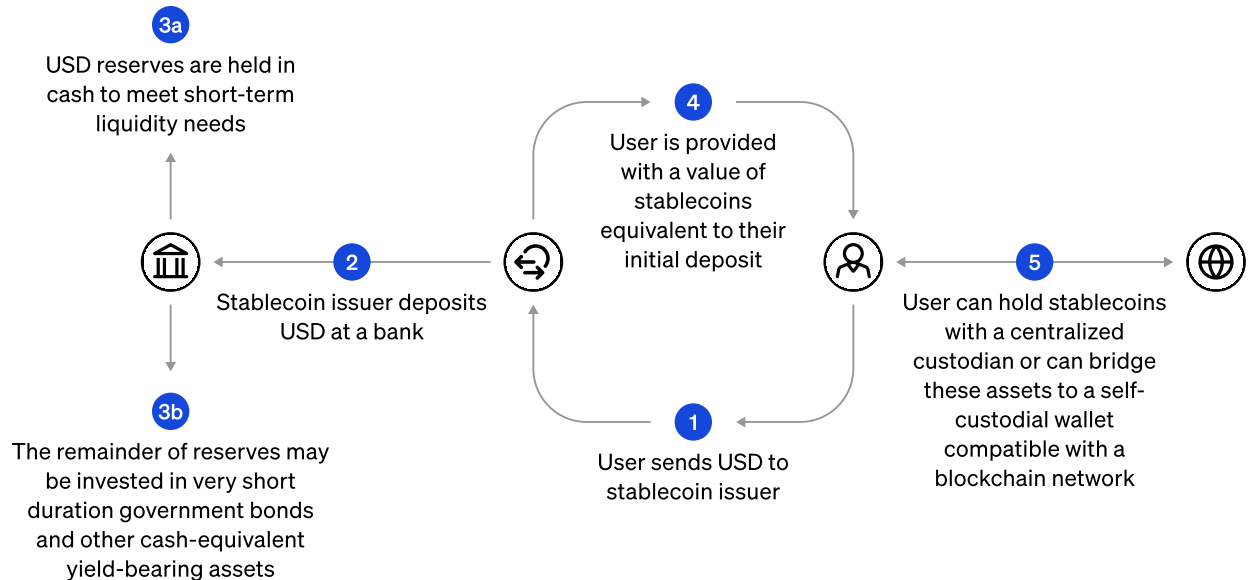 3a
USD reserves are held in
cash to meet short-term
liquidity needs
4
User is provided
with a value of
stablecoins
equivalent to their
initial deposit
2
Stablecoin issuer deposits
USD at a bank
5
User can hold stablecoins
with a centralized
custodian or can bridge
these assets to a self-
custodial wallet
compatible with a
blockchain network
3b
The remainder of reserves may
be invested in very short
duration government bonds
and other cash-equivalent
yield-bearing assets
1
User sends USD to
stablecoin issuer